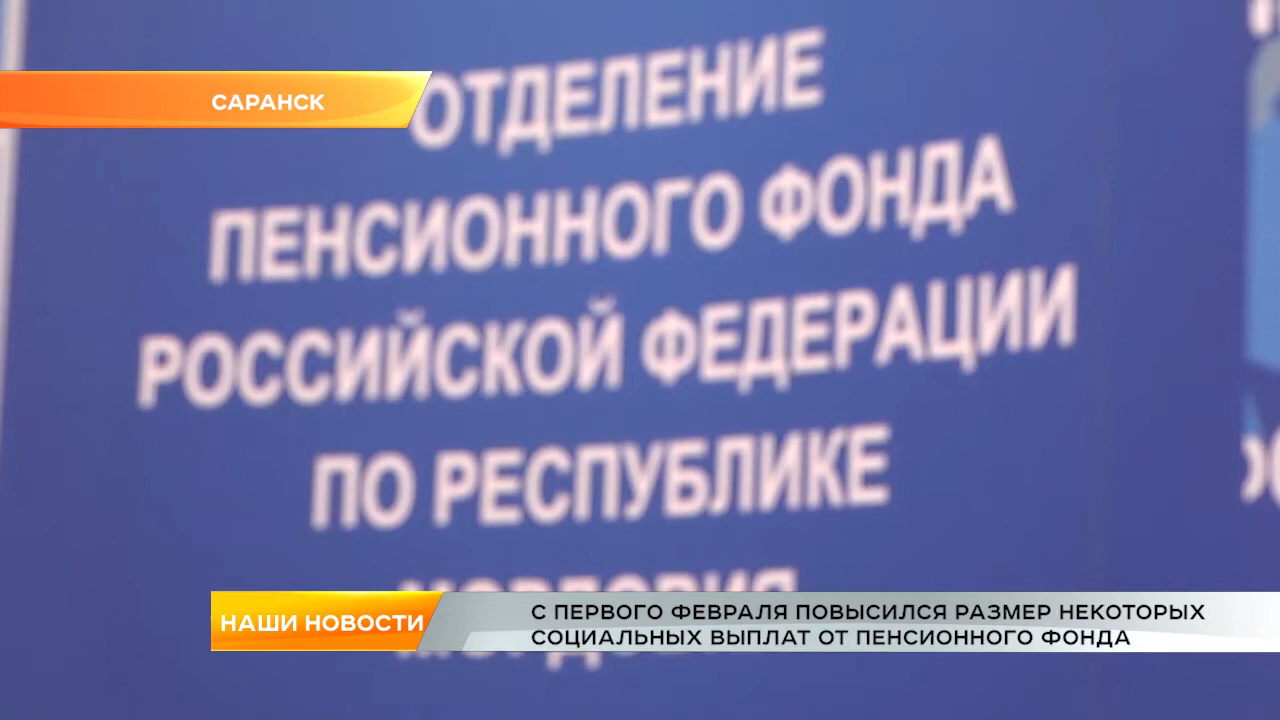 САРАНСК
ОТДЕЛЕНИЕ
ПЕНСИОННОГО ФОНДА
РОССИЙСКОЙ ФЕДЕРАЦИИ
ПО РЕСПУБЛИКЕ
МОРДОВИЯ
НАШИ НОВОСТИ
С ПЕРВОГО ФЕВРАЛЯ ПОВЫСИЛСЯ РАЗМЕР НЕКОТОРЫХ
СОЦИАЛЬНЫХ ВЫПЛАТ ОТ ПЕНСИОННОГО ФОНДА